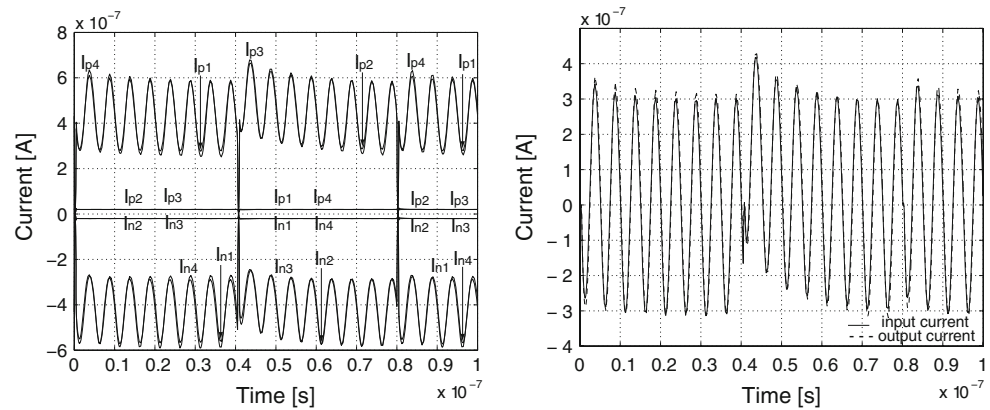 x 10⁻⁷
8
6
4
2
0
−2
−4
−6
Current [A]
Ip4 Ip1 Ip3 Ip2 Ip4 Ip1
Ip2 Ip3 Ip1 Ip4 Ip2 Ip3
In2 In3 In1 In4 In2 In3
In4 In1 In3 In2 In1 In4
0 0.1 0.2 0.3 0.4 0.5 0.6 0.7 0.8 0.9 1
Time [s]
x 10⁻⁷
x 10⁻⁷
5
4
3
2
1
0
−1
−2
−3
−4
Current [A]
input current
output current
0 0.1 0.2 0.3 0.4 0.5 0.6 0.7 0.8 0.9 1
Time [s]
x 10⁻⁷